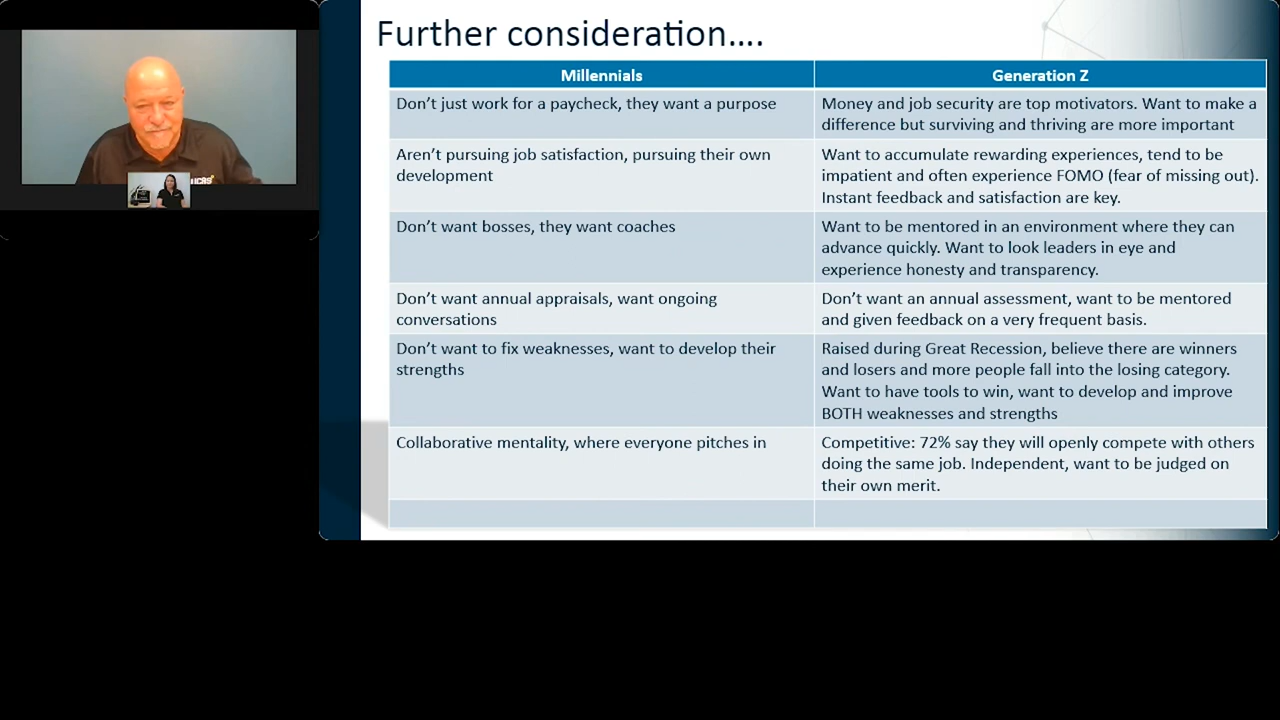 Further consideration....
Millennials
Generation Z
Don't just work for a paycheck, they want a purpose
Money and job security are top motivators. Want to make a
difference but surviving and thriving are more important
Aren't pursuing job satisfaction, pursuing their own
development
Want to accumulate rewarding experiences, tend to be
impatient and often experience FOMO (fear of missing out).
Instant feedback and satisfaction are key.
Don't want bosses, they want coaches
Want to be mentored in an environment where they can
advance quickly. Want to look leaders in eye and
experience honesty and transparency.
Don't want annual appraisals, want ongoing
conversations
Don't want an annual assessment, want to be mentored
and given feedback on a very frequent basis.
Don't want to fix weaknesses, want to develop their
strengths
Raised during Great Recession, believe there are winners
and losers and more people fall into the losing category.
Want to have tools to win, want to develop and improve
BOTH weaknesses and strengths
Collaborative mentality, where everyone pitches in
Competitive: 72% say they will openly compete with others
doing the same job. Independent, want to be judged on
their own merit.